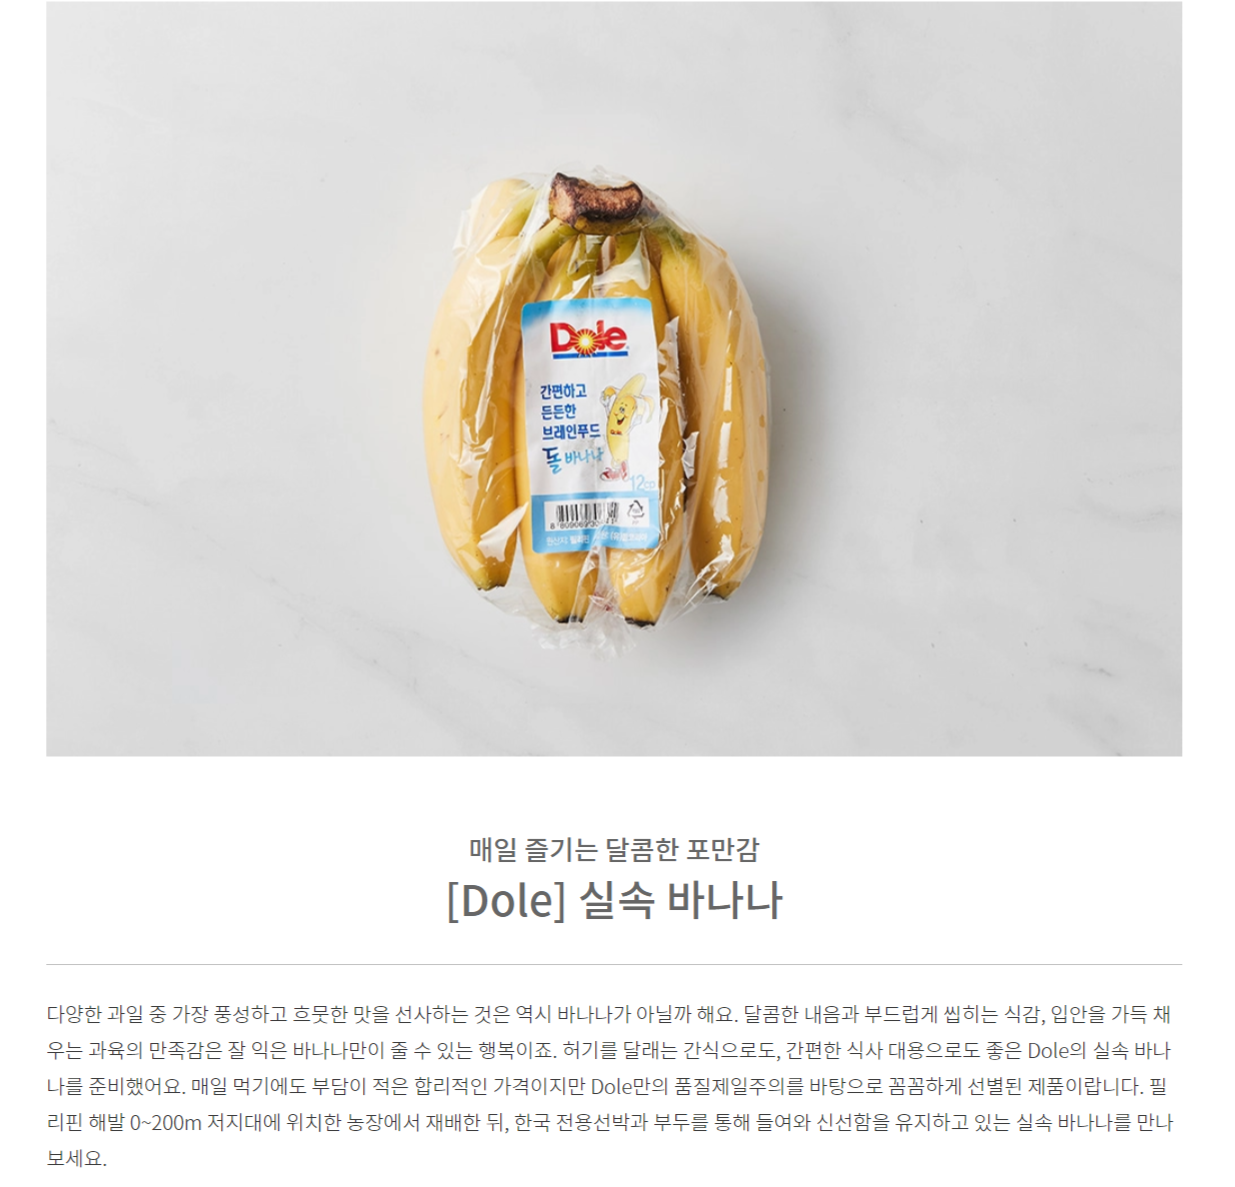 Dole
간편하고
든든한
브레인푸드
돌 바나나
원산지: 필리핀
매일 즐기는 달콤한 포만감
[Dole] 실속 바나나
다양한 과일 중 가장 풍성하고 흐뭇한 맛을 선사하는 것은 역시 바나나가 아닐까 해요. 달콤한 내음과 부드럽게 씹히는 식감, 입안을 가득 채
우는 과육의 만족감은 잘 익은 바나나만이 줄 수 있는 행복이죠. 허기를 달래는 간식으로도, 간편한 식사 대용으로도 좋은 Dole의 실속 바나
나를 준비했어요. 매일 먹기에도 부담이 적은 합리적인 가격이지만 Dole만의 품질제일주의를 바탕으로 꼼꼼하게 선별된 제품이랍니다. 필
리핀 해발 0~200m 저지대에 위치한 농장에서 재배한 뒤, 한국 전용선박과 부두를 통해 들여와 신선함을 유지하고 있는 실속 바나나를 만나
보세요.